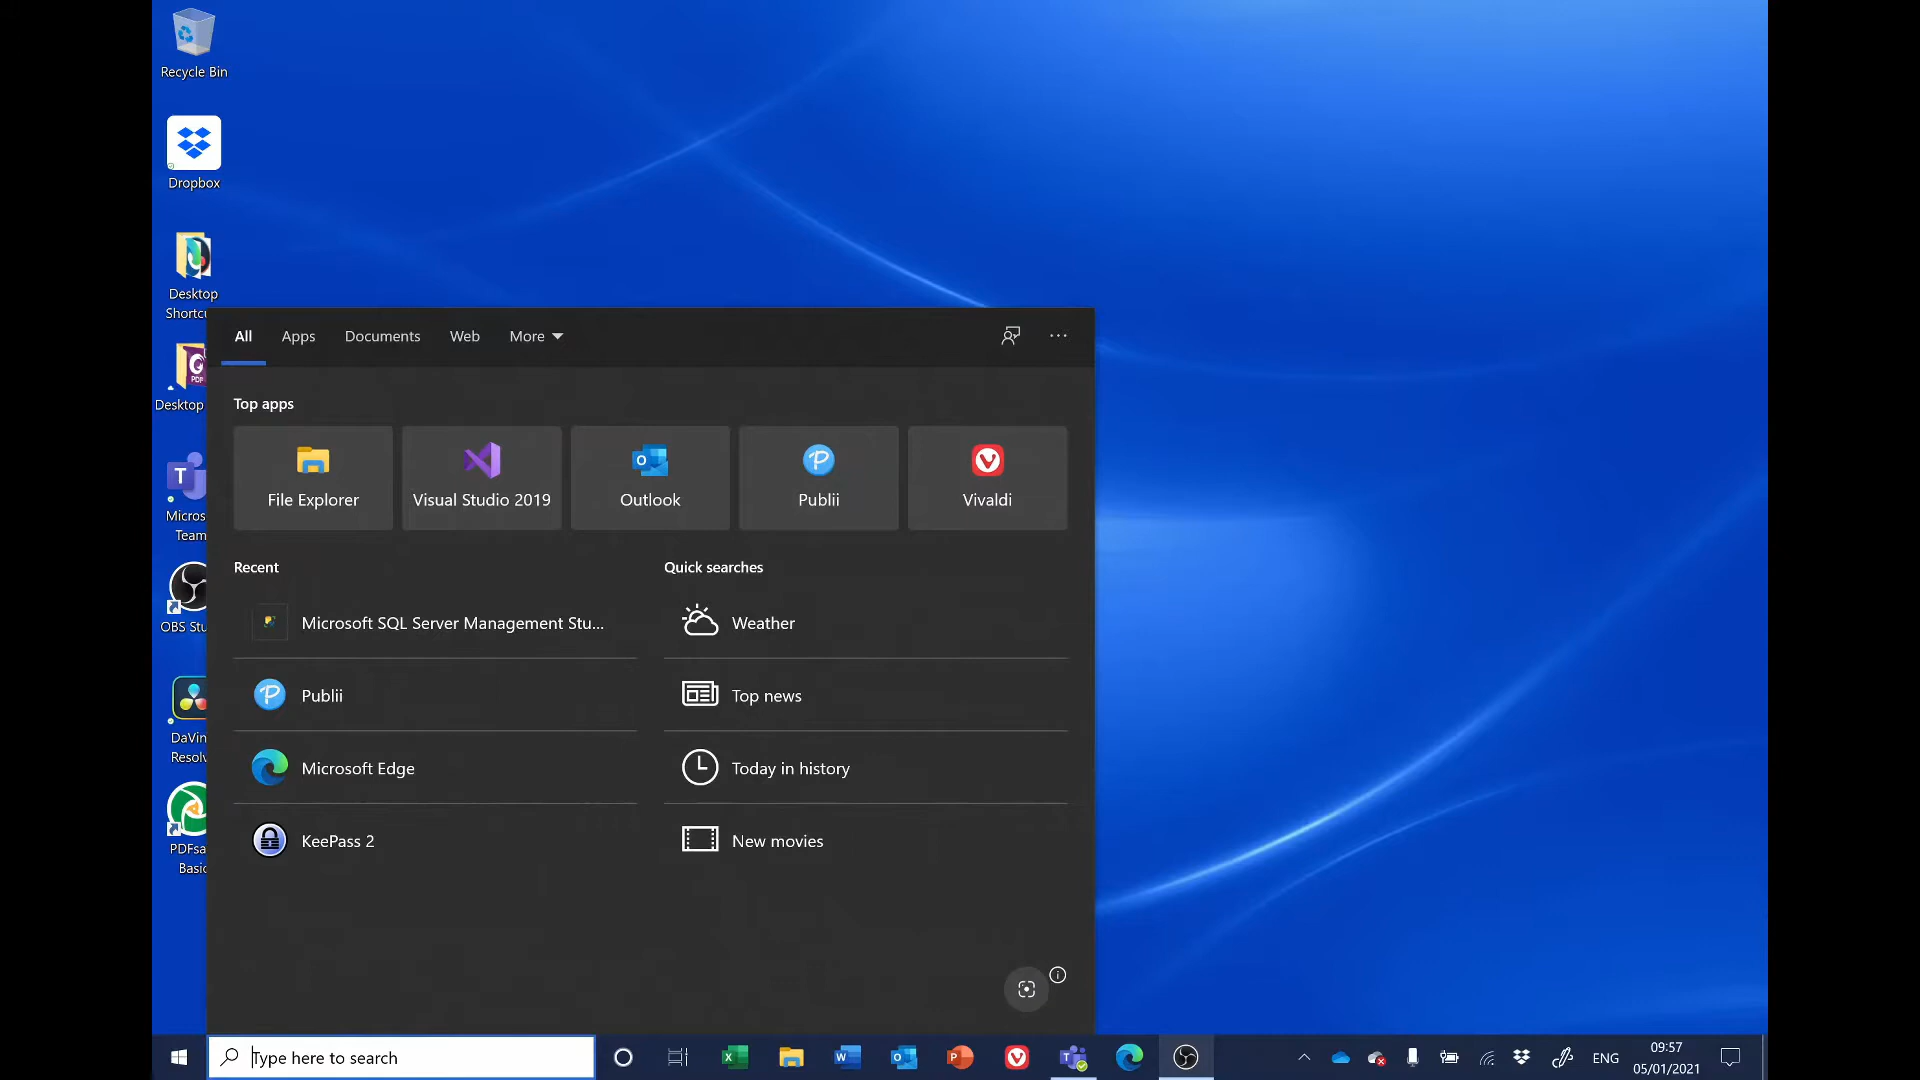 Recycle Bin
Dropbox
Desktop
Shortcu
Desktop
Micros
Team
OBS Stu
DaVin
Resolv
PDFsa
Basic
All
Apps
Documents
Web
More
Top apps
File Explorer
Visual Studio 2019
Outlook
Publii
Vivaldi
Recent
Microsoft SQL Server Management Stu...
Publii
Microsoft Edge
KeePass 2
Quick searches
Weather
Top news
Today in history
New movies
Type here to search
ENG
09:57
05/01/2021